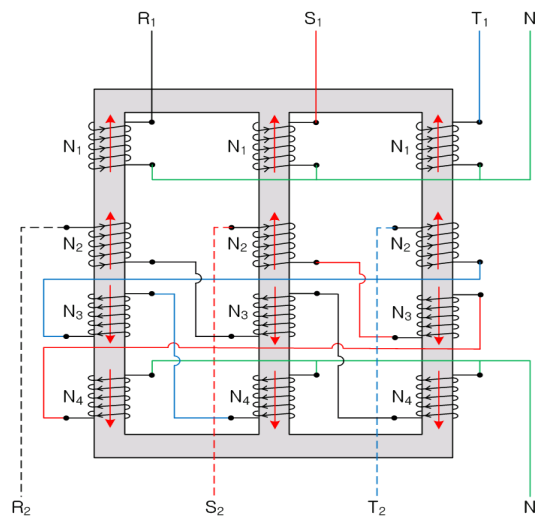 R₁ S₁ T₁ N
N₁ N₁ N₁
N₂ N₂ N₂
N₃ N₃ N₃
N₄ N₄ N₄
R₂ S₂ T₂ N